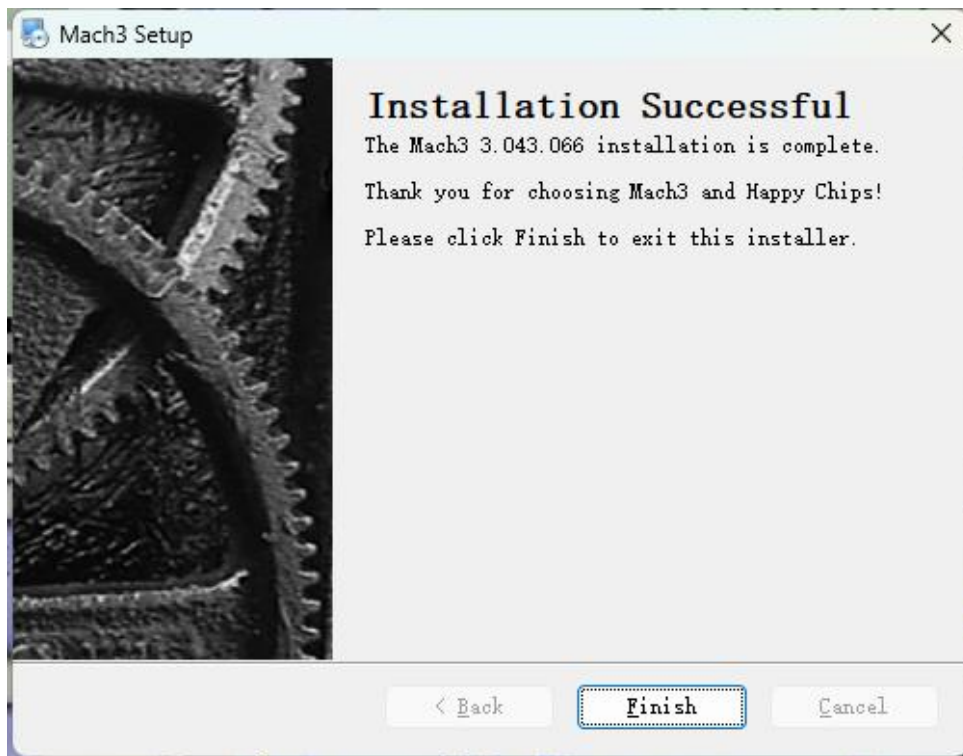 Mach3 Setup
Installation Successful
The Mach3 3.043.066 installation is complete.
Thank you for choosing Mach3 and Happy Chips!
Please click Finish to exit this installer.
< Back
Finish
Cancel